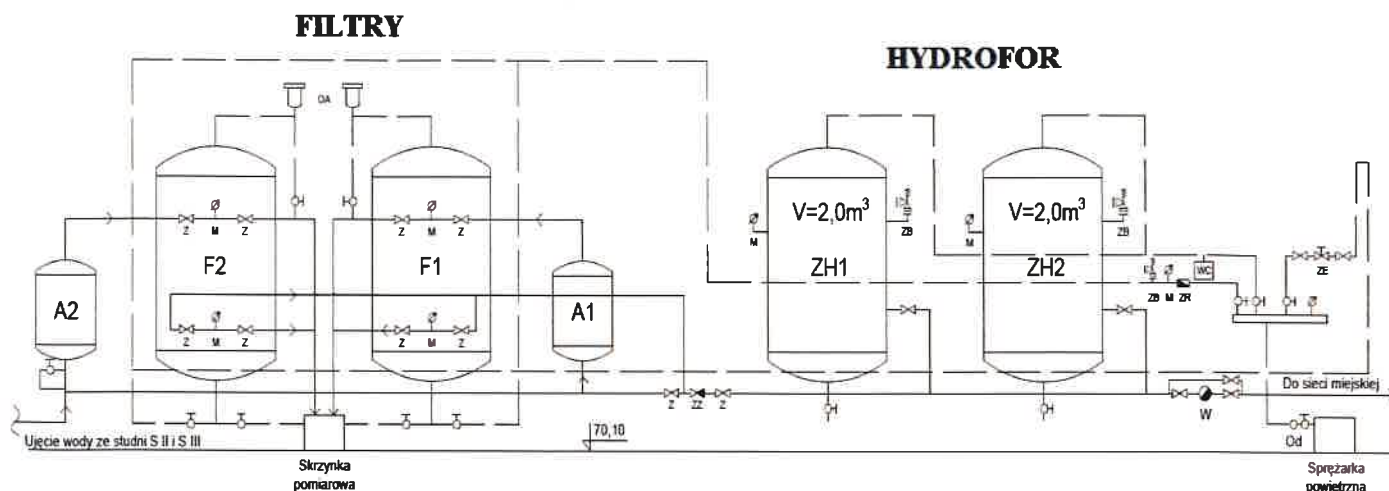 FILTRY
HYDROFOR
OA
V=2,0m³
V=2,0m³
Z M Z
Z M Z
M
ZB
M
ZB
F2
F1
ZH1
ZH2
WC
ZE
A2
A1
ZB M ZR
Z M Z
Z M Z
Do sieci miejskiej
Z ZZ Z
W
Ujęcie wody ze studni S II i S III
70,10
Od
Skrzynka
pomiarowa
Sprężarka
powietrzna